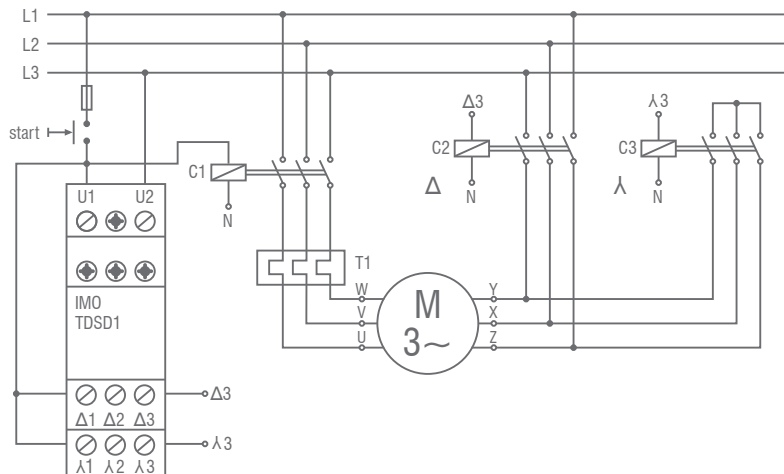 L1
L2
L3
start
U1 U2
IMO
TDSD1
Δ1 Δ2 Δ3
⅄1 ⅄2 ⅄3
Δ3
⅄3
C1
N
T1
W
V
U
M
3~
Y
X
Z
Δ3
C2
Δ
N
⅄3
C3
⅄
N